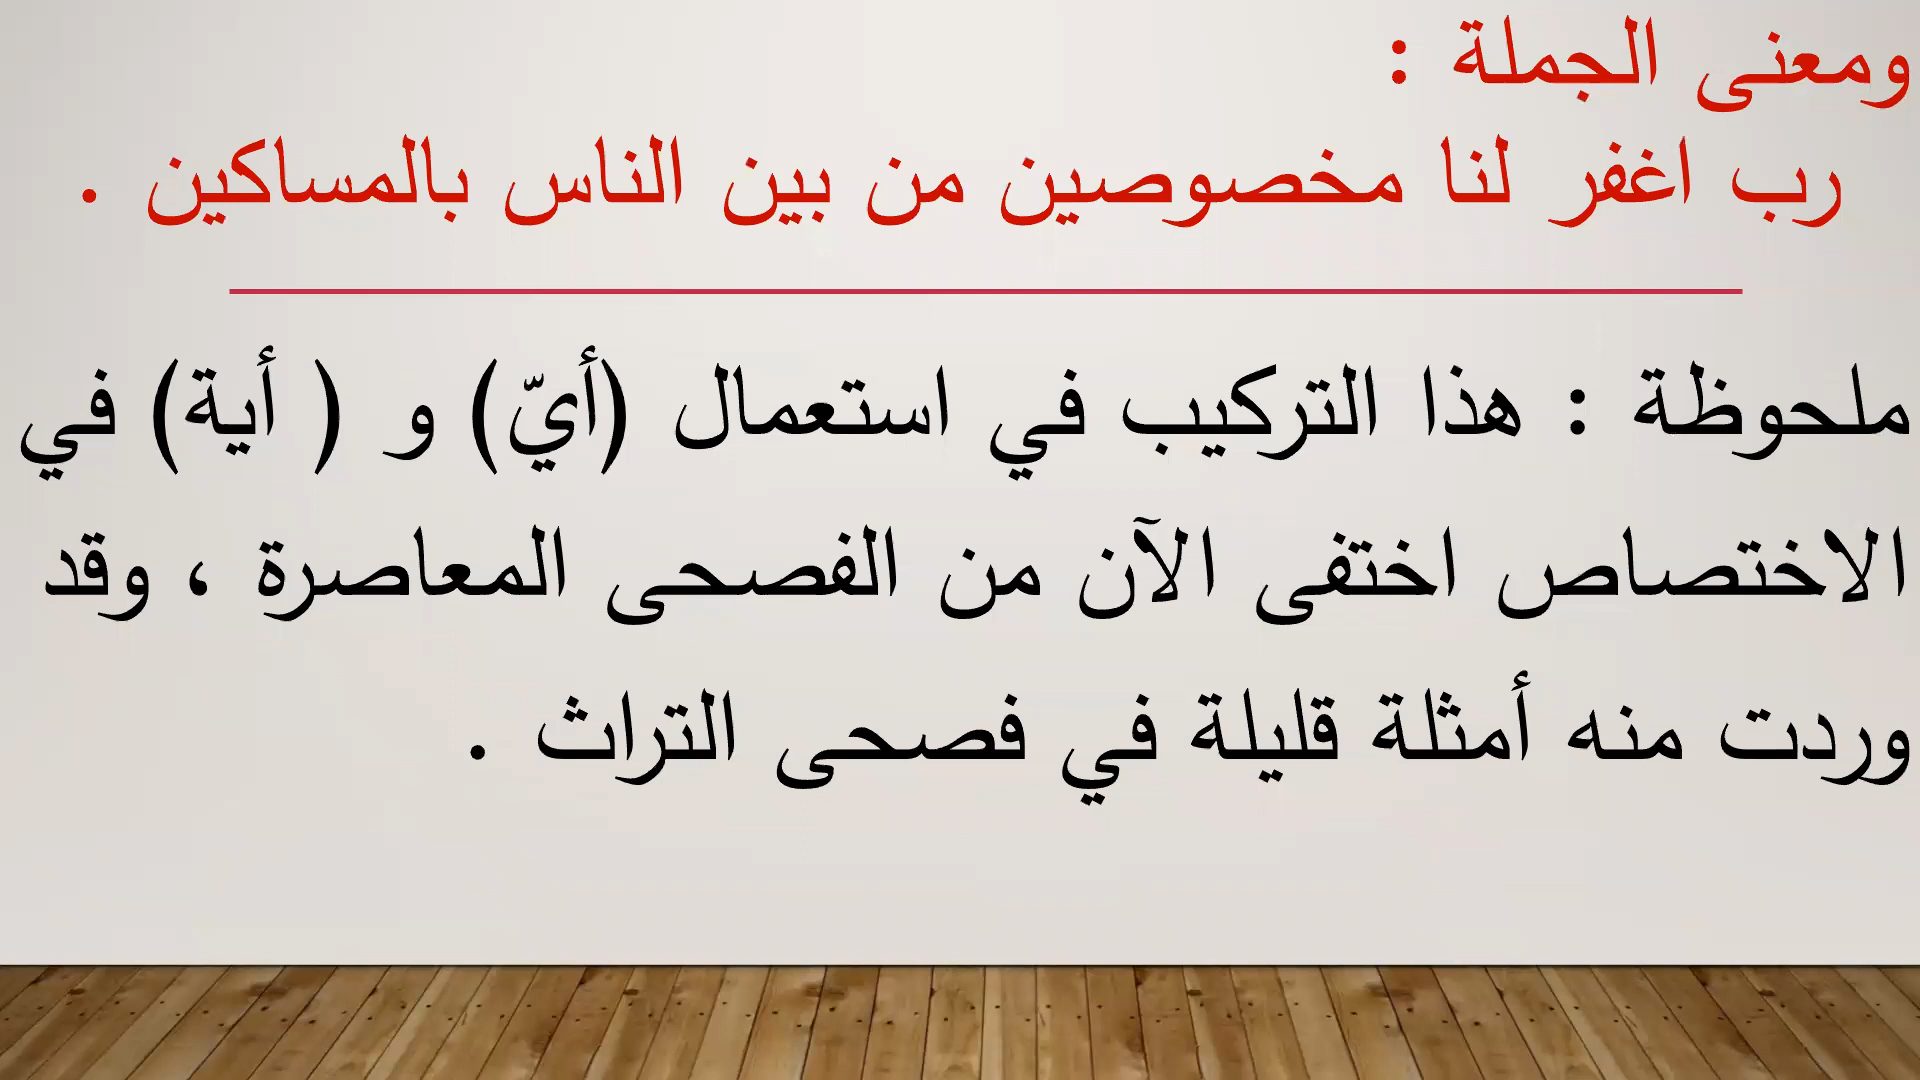 ومعنى الجملة :
رب اغفر لنا مخصوصين من بين الناس بالمساكين .
ملحوظة : هذا التركيب في استعمال (أيّ) و ( أية) في
الاختصاص اختفى الآن من الفصحى المعاصرة ، وقد
وردت منه أمثلة قليلة في فصحى التراث .